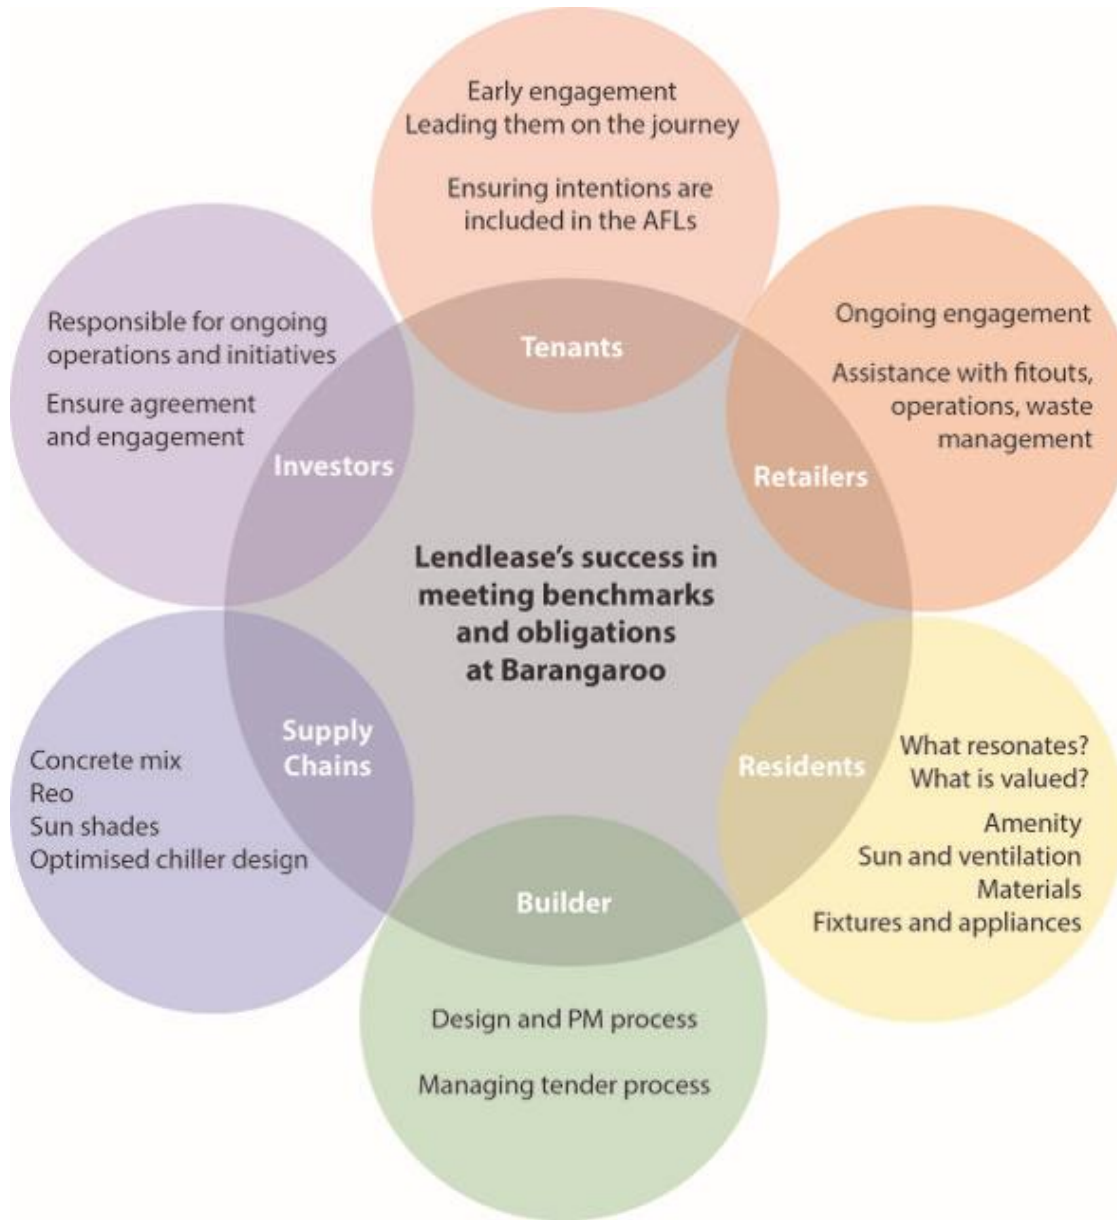 Early engagement
Leading them on the journey
Ensuring intentions are
included in the AFLs
Tenants
Ongoing engagement
Assistance with fitouts,
operations, waste
management
Retailers
What resonates?
What is valued?
Amenity
Sun and ventilation
Materials
Fixtures and appliances
Residents
Builder
Design and PM process
Managing tender process
Supply
Chains
Concrete mix
Reo
Sun shades
Optimised chiller design
Responsible for ongoing
operations and initiatives
Ensure agreement
and engagement
Investors
Lendlease’s success in
meeting benchmarks
and obligations
at Barangaroo